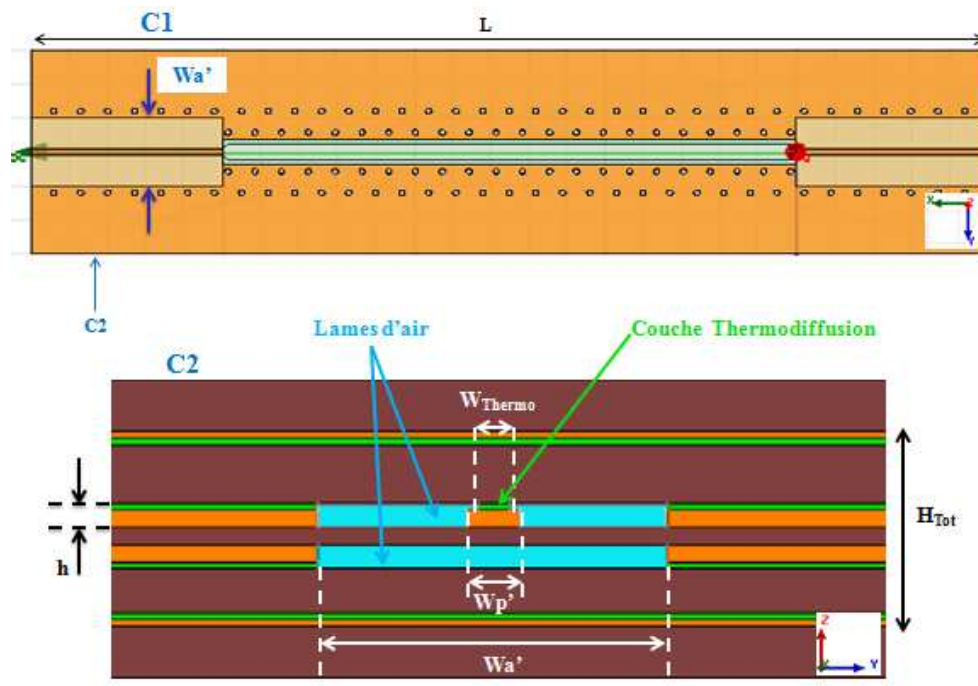 C1
L
Wa’
X
X
Z
Y
C2
Lames d’air
Couche Thermodiffusion
C2
WThermo
HTot
h
Wp’
Wa’
Z
X
Y